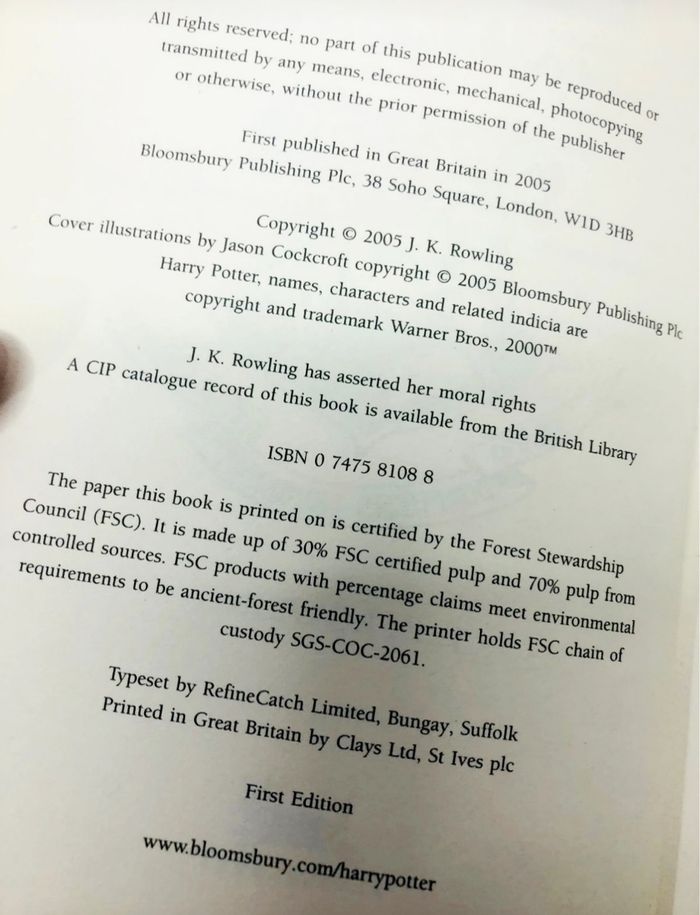 All rights reserved; no part of this publication may be reproduced or
transmitted by any means, electronic, mechanical, photocopying
or otherwise, without the prior permission of the publisher
First published in Great Britain in 2005
Bloomsbury Publishing Plc, 38 Soho Square, London, W1D 3HB
Copyright © 2005 J. K. Rowling
Cover illustrations by Jason Cockcroft copyright © 2005 Bloomsbury Publishing Plc
Harry Potter, names, characters and related indicia are
copyright and trademark Warner Bros., 2000™
J. K. Rowling has asserted her moral rights
A CIP catalogue record of this book is available from the British Library
ISBN 0 7475 8108 8
The paper this book is printed on is certified by the Forest Stewardship
Council (FSC). It is made up of 30% FSC certified pulp and 70% pulp from
controlled sources. FSC products with percentage claims meet environmental
requirements to be ancient-forest friendly. The printer holds FSC chain of
custody SGS-COC-2061.
Typeset by RefineCatch Limited, Bungay, Suffolk
Printed in Great Britain by Clays Ltd, St Ives plc
First Edition
www.bloomsbury.com/harrypotter